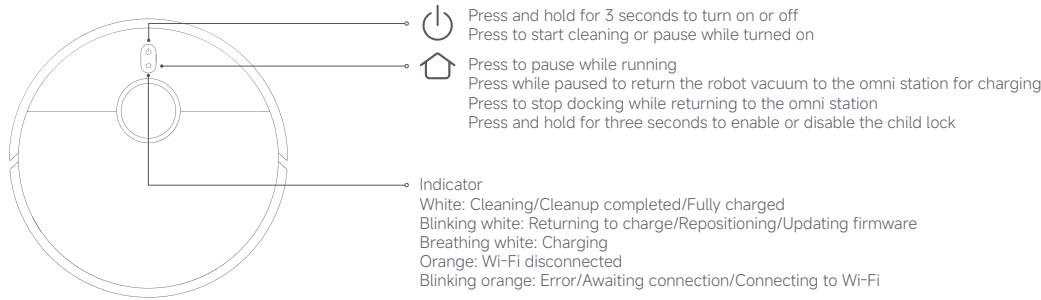 Press and hold for 3 seconds to turn on or off
Press to start cleaning or pause while turned on
Press to pause while running
Press while paused to return the robot vacuum to the omni station for charging
Press to stop docking while returning to the omni station
Press and hold for three seconds to enable or disable the child lock
Indicator
White: Cleaning/Cleanup completed/Fully charged
Blinking white: Returning to charge/Repositioning/Updating firmware
Breathing white: Charging
Orange: Wi-Fi disconnected
Blinking orange: Error/Awaiting connection/Connecting to Wi-Fi